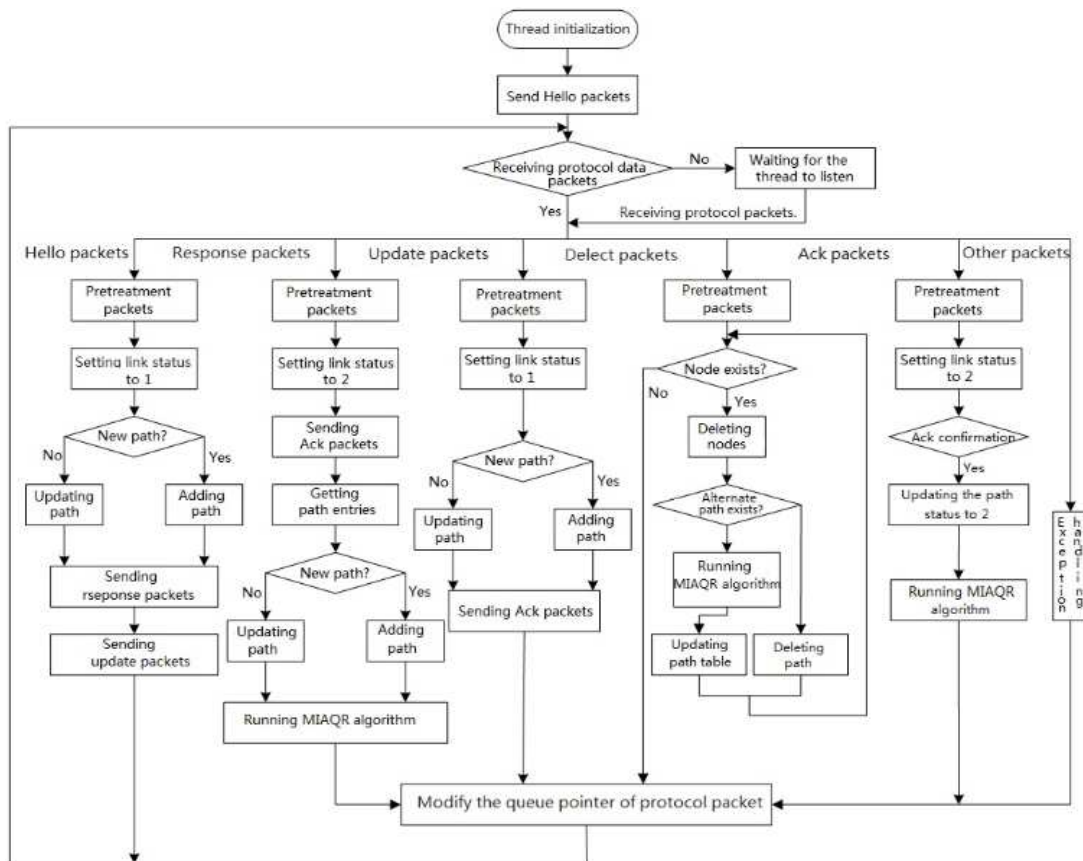 Thread initialization
Send Hello packets
Receiving protocol data
packets
No
Waiting for the
thread to listen
Yes
Receiving protocol packets.
Hello packets
Response packets
Update packets
Delect packets
Ack packets
Other packets
Pretreatment
packets
Setting link status
to 1
New path?
No
Yes
Updating
path
Adding
path
Sending
rseponse packets
Sending
update packets
Pretreatment
packets
Setting link status
to 2
Sending
Ack packets
Getting
path entries
New path?
No
Yes
Updating
path
Adding
path
Running MIAQR algorithm
Pretreatment
packets
Setting link status
to 1
New path?
No
Yes
Updating
path
Adding path
Sending Ack packets
Pretreatment
packets
Node exists?
No
Yes
Deleting
nodes
Alternate
path exists?
Running
MIAQR algorithm
Updating
path table
Deleting
path
Pretreatment
packets
Setting link status
to 2
Ack confirmation
Yes
Updating the path
status to 2
Running MIAQR
algorithm
Exception
handiing
Modify the queue pointer of protocol packet